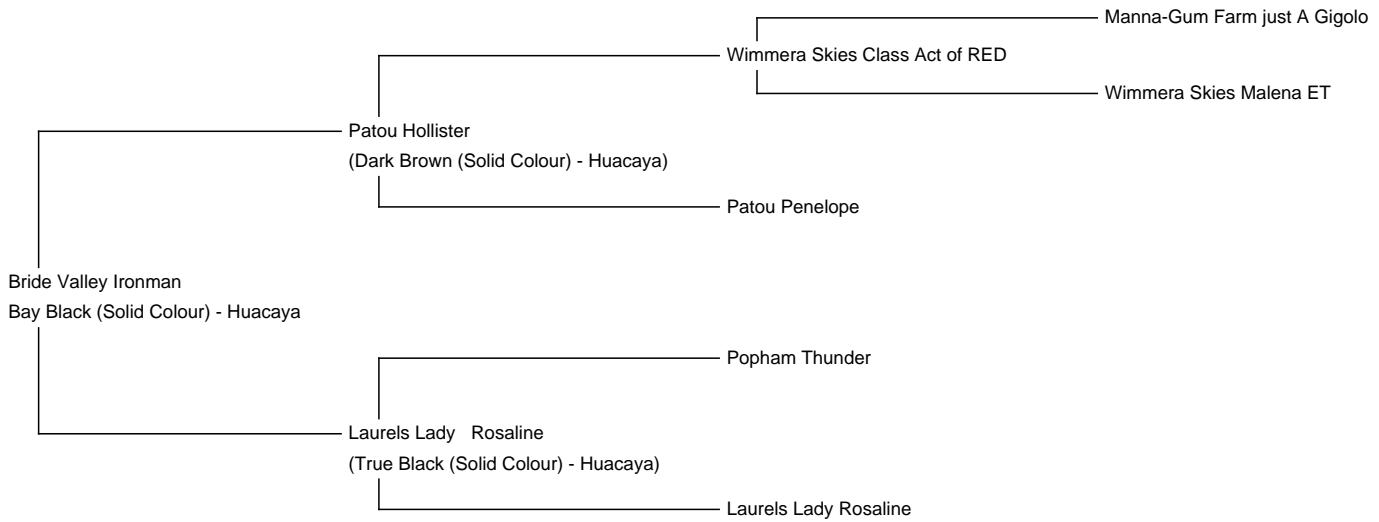 Manna-Gum Farm just A Gigolo
Wimmera Skies Class Act of RED
Wimmera Skies Malena ET
Patou Hollister
(Dark Brown (Solid Colour) - Huacaya)
Patou Penelope
Bride Valley Ironman
Bay Black (Solid Colour) - Huacaya
Popham Thunder
Laurels Lady   Rosaline
(True Black (Solid Colour) - Huacaya)
Laurels Lady Rosaline